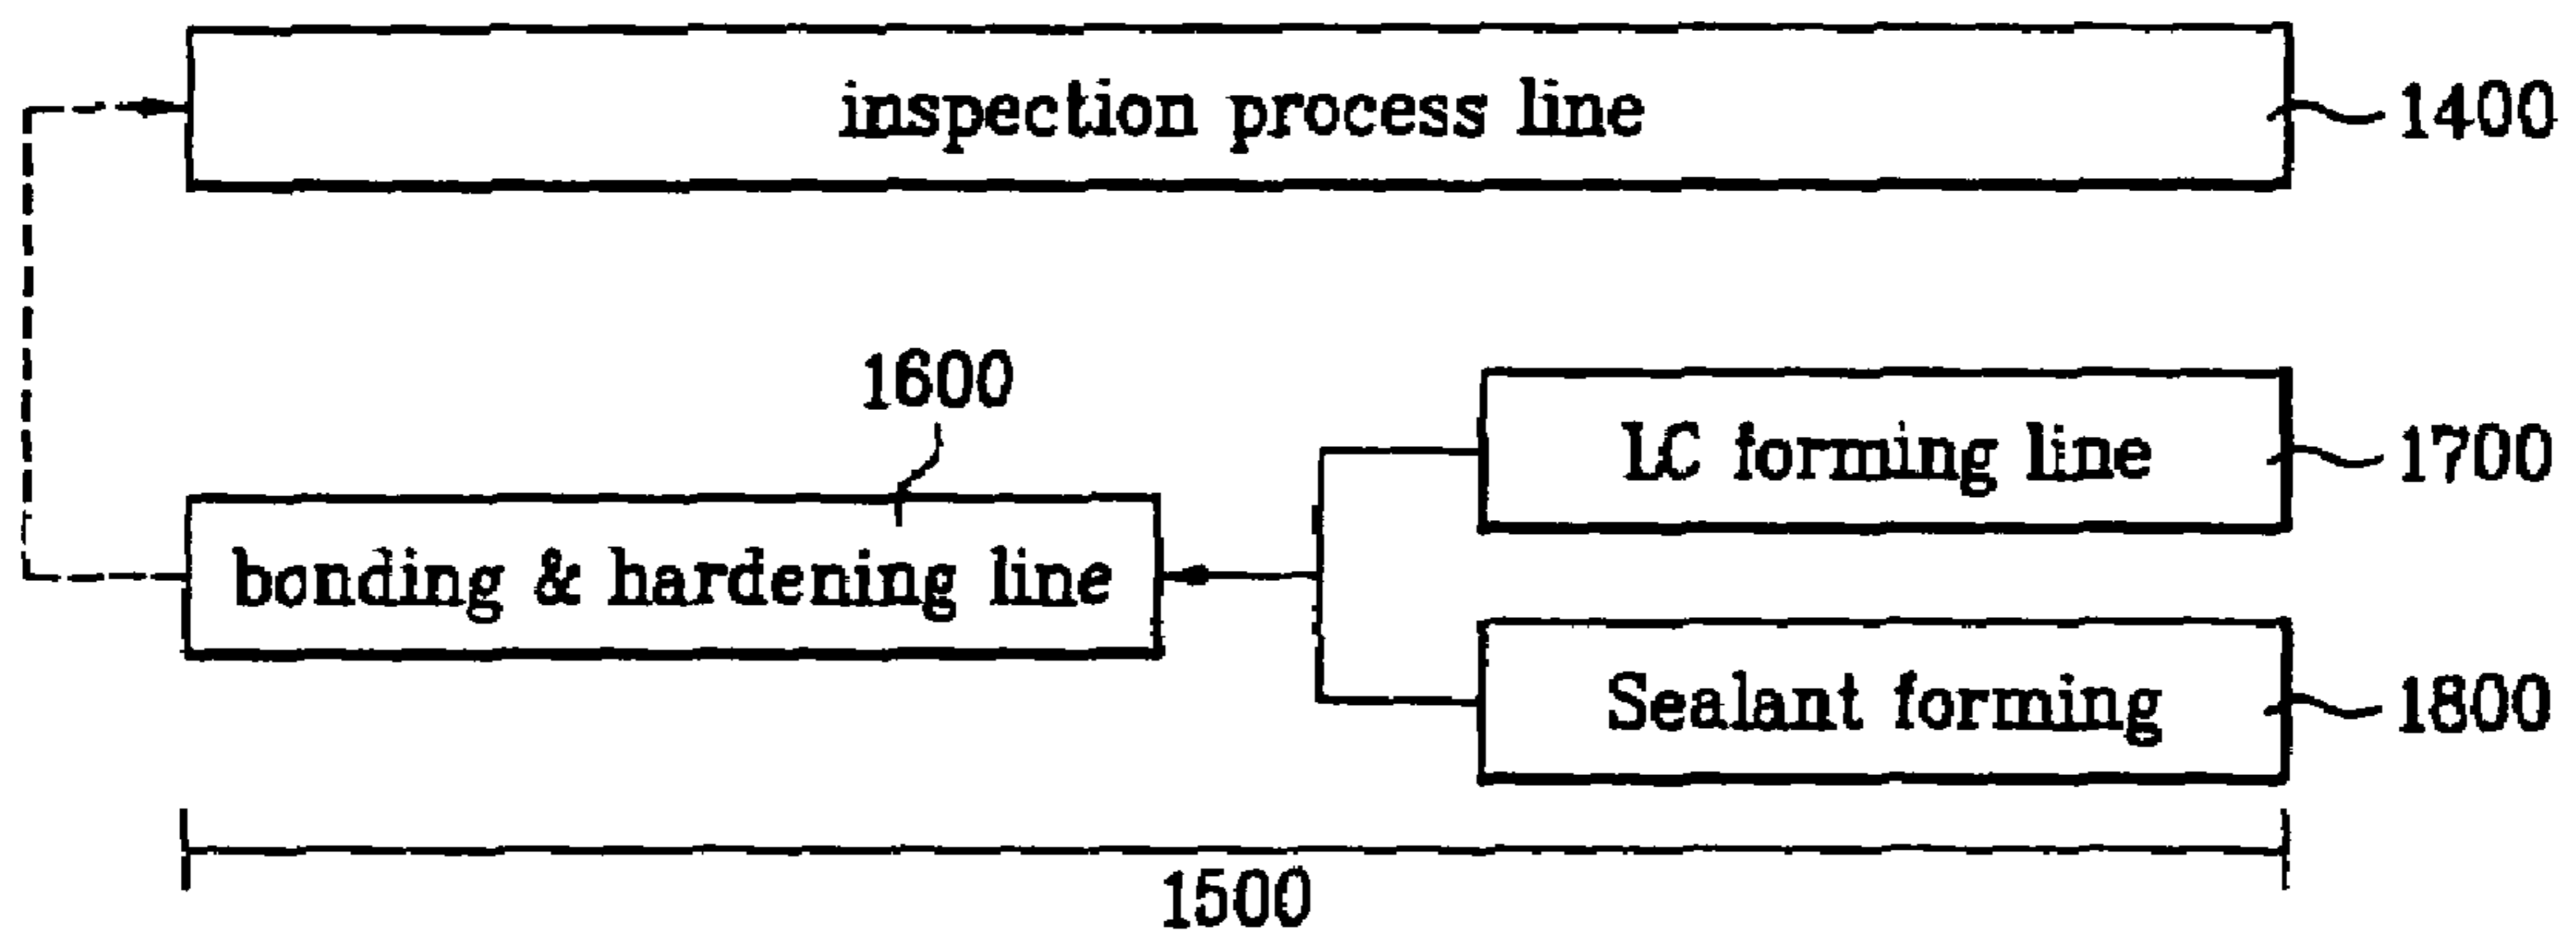 inspection process line
1400
1600
LC forming line
1700
bonding & hardening line
Sealant forming
1800
1500